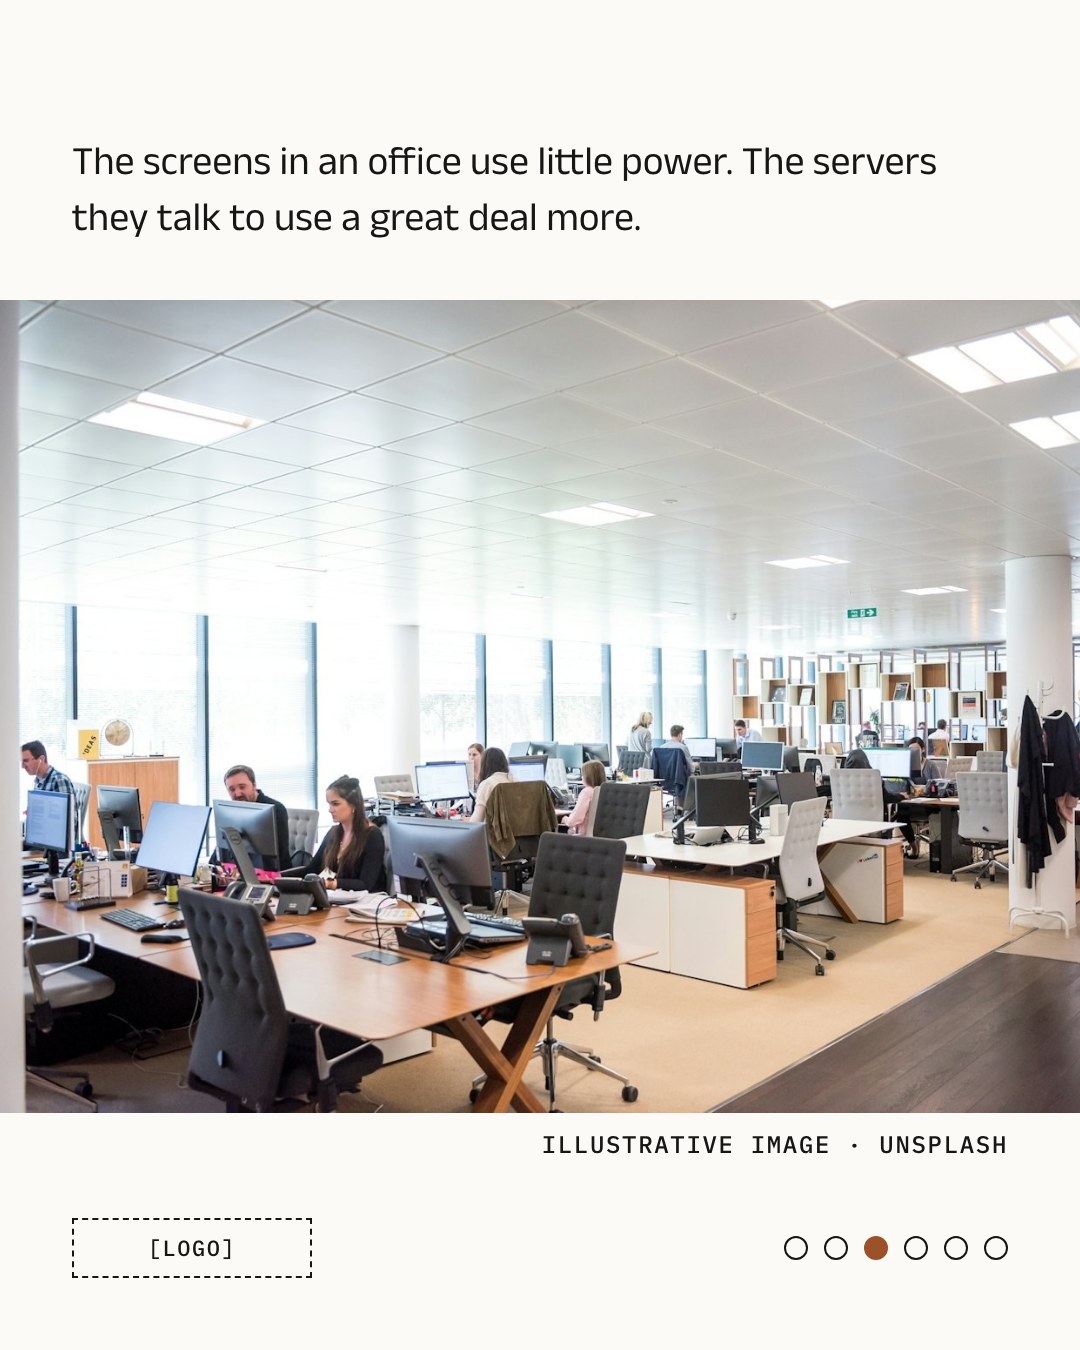 The screens in an office use little power. The servers
they talk to use a great deal more.
IDEAS
ILLUSTRATIVE IMAGE · UNSPLASH
[LOGO]